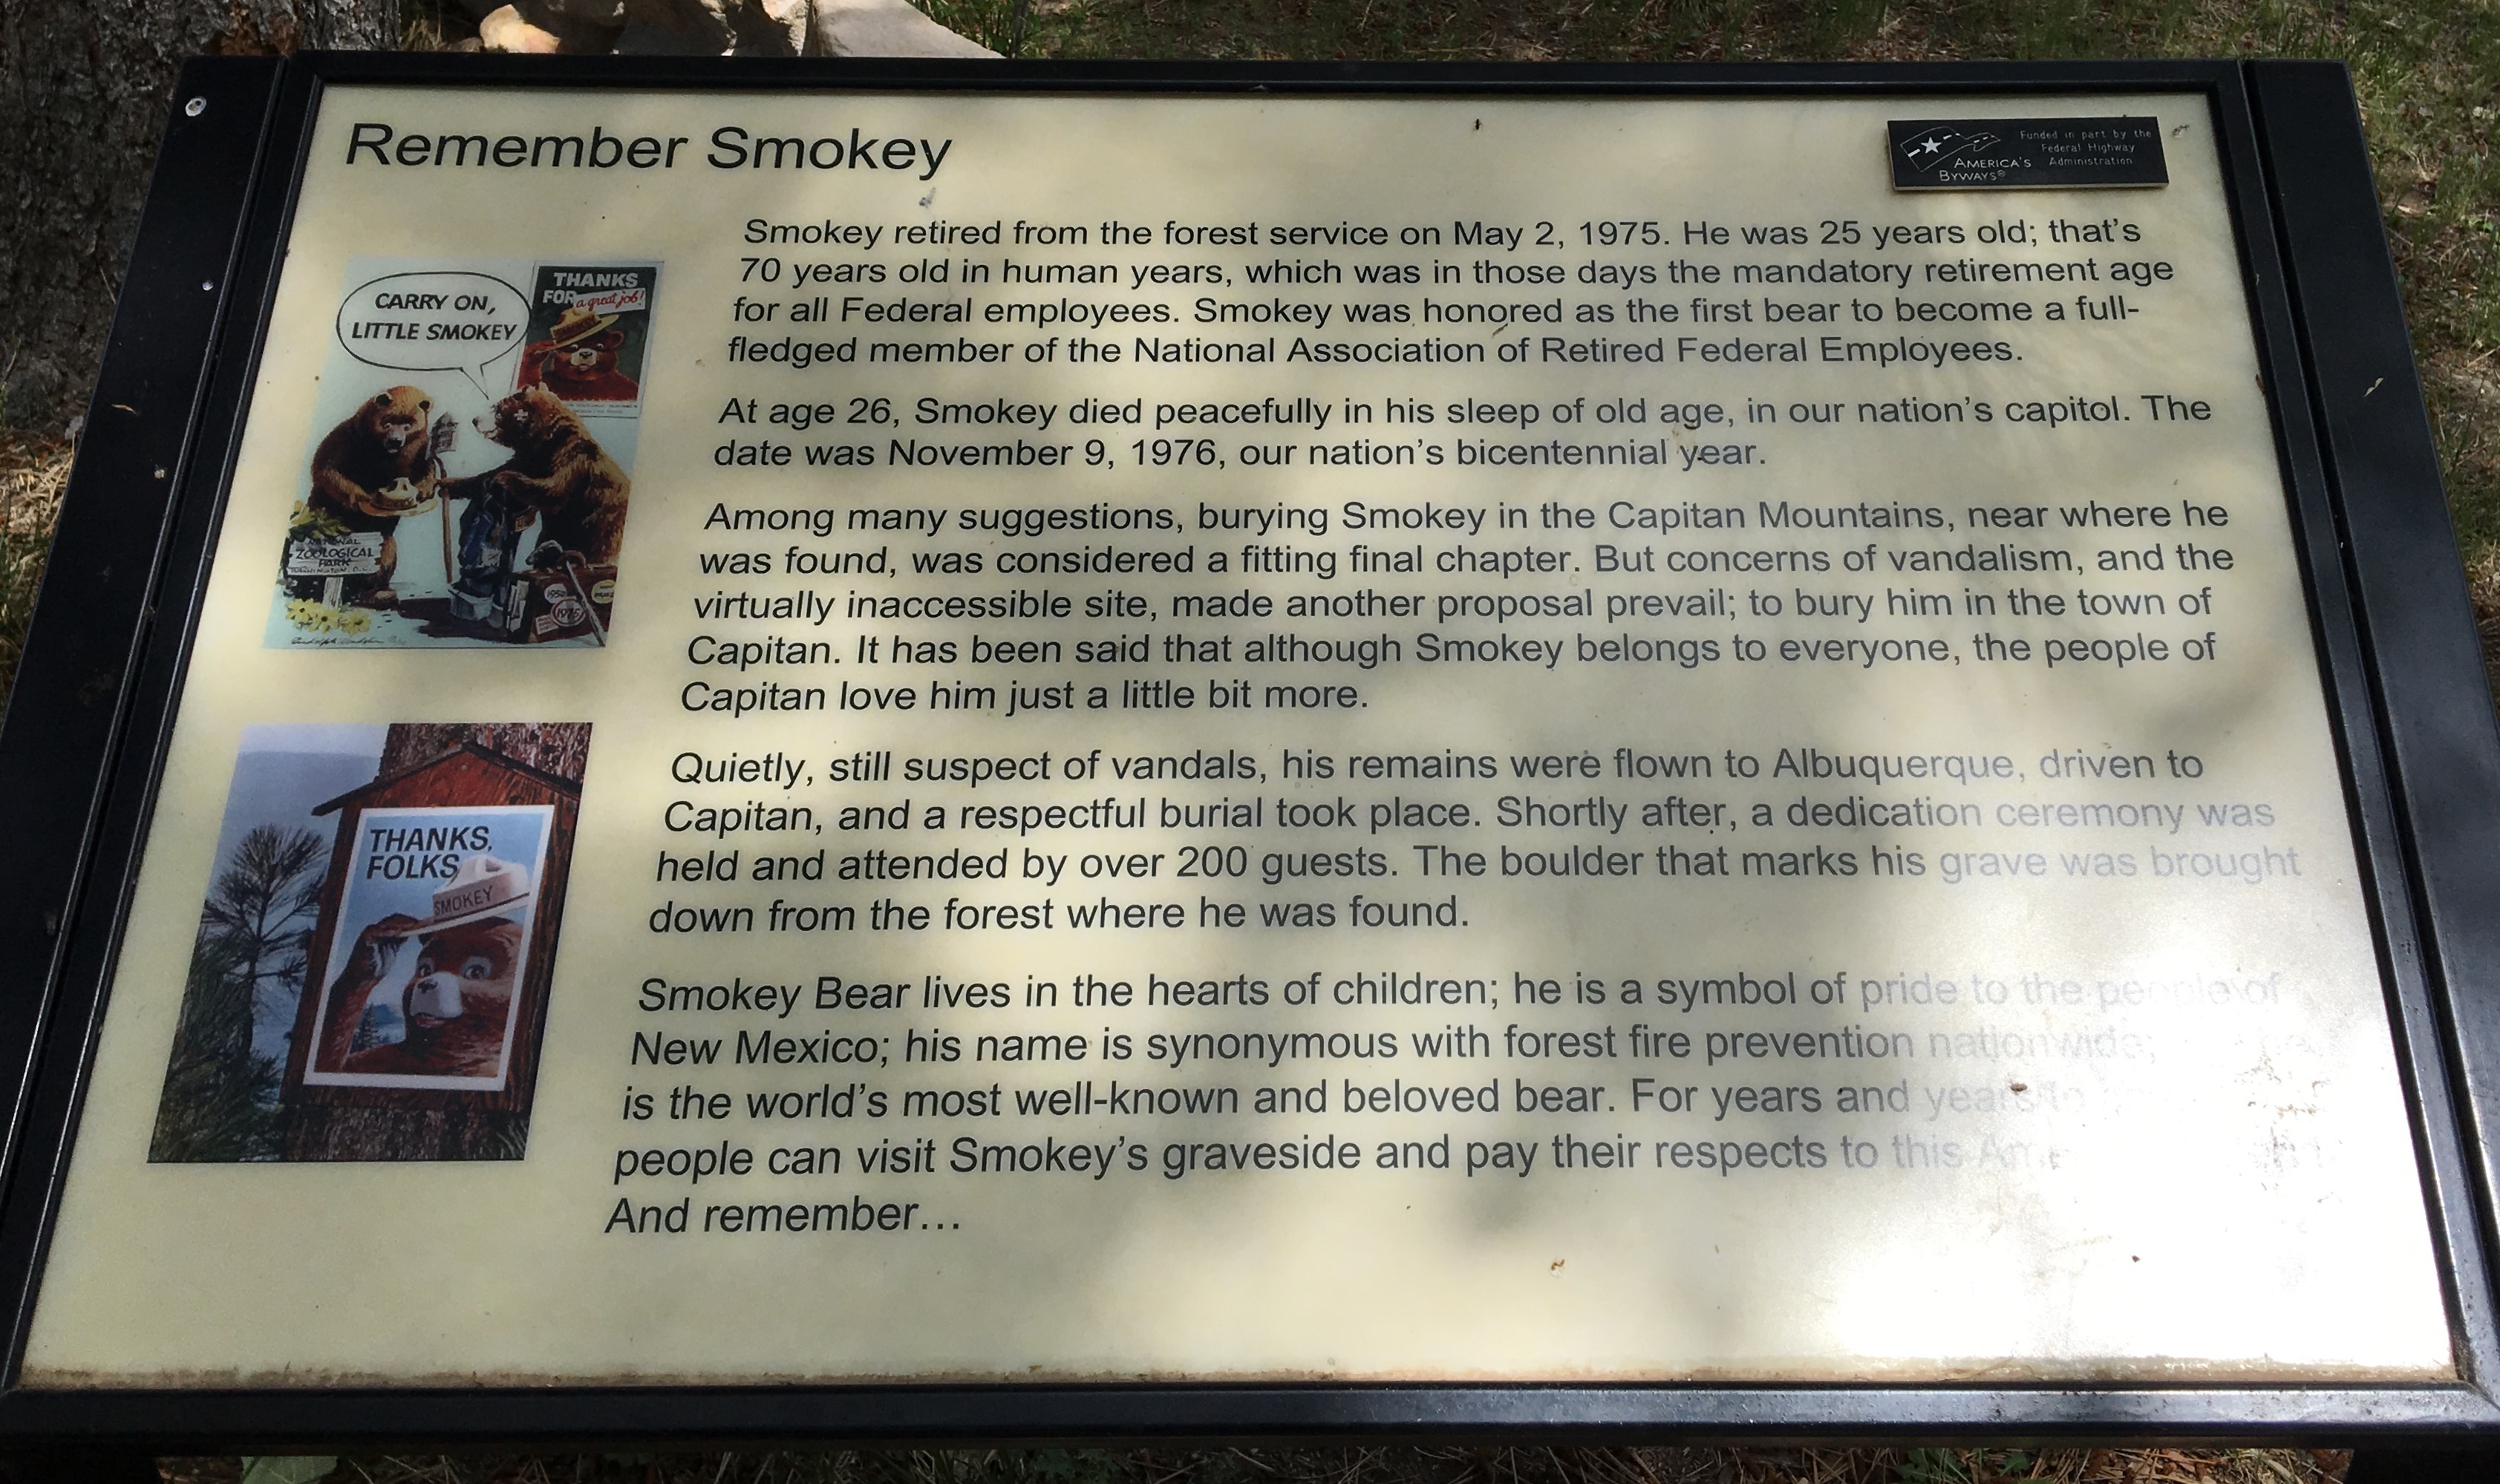 Remember Smokey
Funded in part by the
Federal Highway
Administration
AMERICA'S
BYWAYS®
Smokey retired from the forest service on May 2, 1975. He was 25 years old; that's
70 years old in human years, which was in those days the mandatory retirement age
for all Federal employees. Smokey was honored as the first bear to become a full-
fledged member of the National Association of Retired Federal Employees.
At age 26, Smokey died peacefully in his sleep of old age, in our nation's capitol. The
date was November 9, 1976, our nation's bicentennial year.
Among many suggestions, burying Smokey in the Capitan Mountains, near where he
was found, was considered a fitting final chapter. But concerns of vandalism, and the
virtually inaccessible site, made another proposal prevail; to bury him in the town of
Capitan. It has been said that although Smokey belongs to everyone, the people of
Capitan love him just a little bit more.
Quietly, still suspect of vandals, his remains were flown to Albuquerque, driven to
Capitan, and a respectful burial took place. Shortly after, a dedication ceremony was
held and attended by over 200 guests. The boulder that marks his grave was brought
down from the forest where he was found.
Smokey Bear lives in the hearts of children; he is a symbol of pride to the people of
New Mexico; his name is synonymous with forest fire prevention nationwide;
is the world's most well-known and beloved bear. For years and years to
people can visit Smokey's graveside and pay their respects to this
And remember...
CARRY ON,
LITTLE SMOKEY
THANKS
FOR a great job!
NATIONAL
ZOOLOGICAL
PARK
WASHINGTON, D.C.
1950
1975
THANKS,
FOLKS
SMOKEY